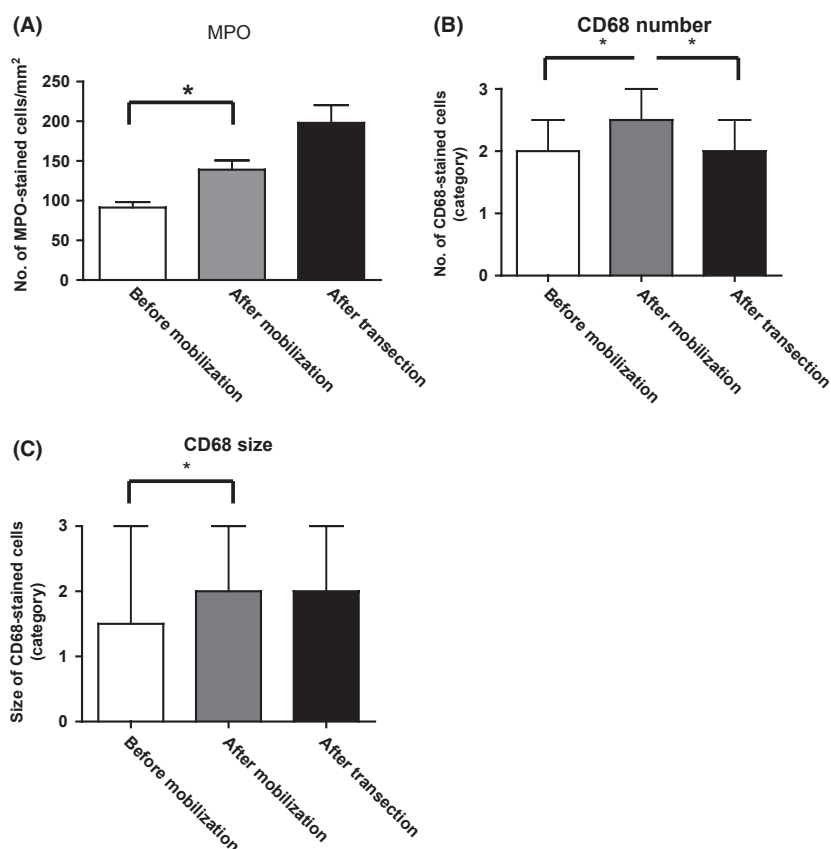 (A)
MPO
No. of MPO-stained cells/mm²
250
200
150
100
50
0
*
Before mobilization
After mobilization
After transection
(B)
CD68 number
No. of CD68-stained cells
(category)
3
2
1
0
*
*
Before mobilization
After mobilization
After transection
(C)
CD68 size
Size of CD68-stained cells
(category)
3
2
1
0
*
Before mobilization
After mobilization
After transection